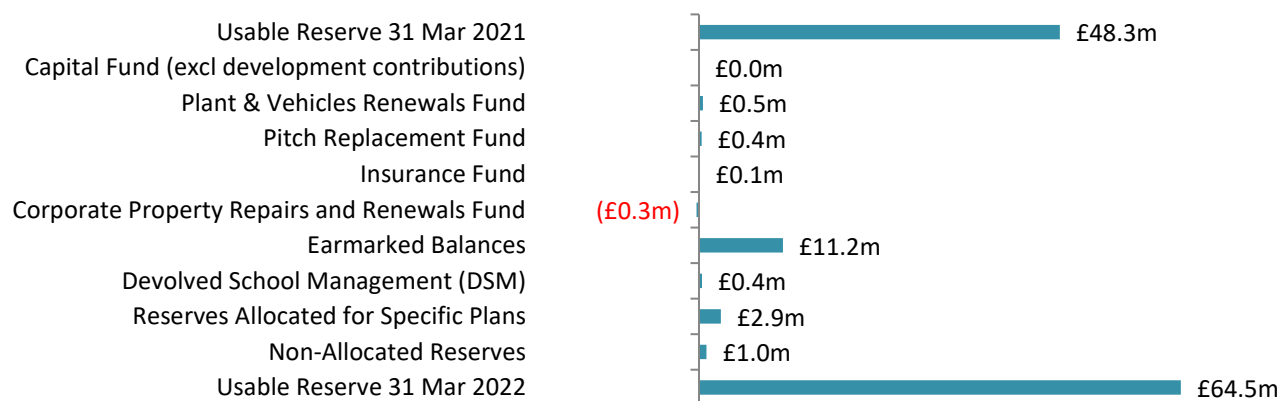 Usable Reserve 31 Mar 2021 £48.3m
Capital Fund (excl development contributions) £0.0m
Plant & Vehicles Renewals Fund £0.5m
Pitch Replacement Fund £0.4m
Insurance Fund £0.1m
Corporate Property Repairs and Renewals Fund (£0.3m)
Earmarked Balances £11.2m
Devolved School Management (DSM) £0.4m
Reserves Allocated for Specific Plans £2.9m
Non-Allocated Reserves £1.0m
Usable Reserve 31 Mar 2022 £64.5m